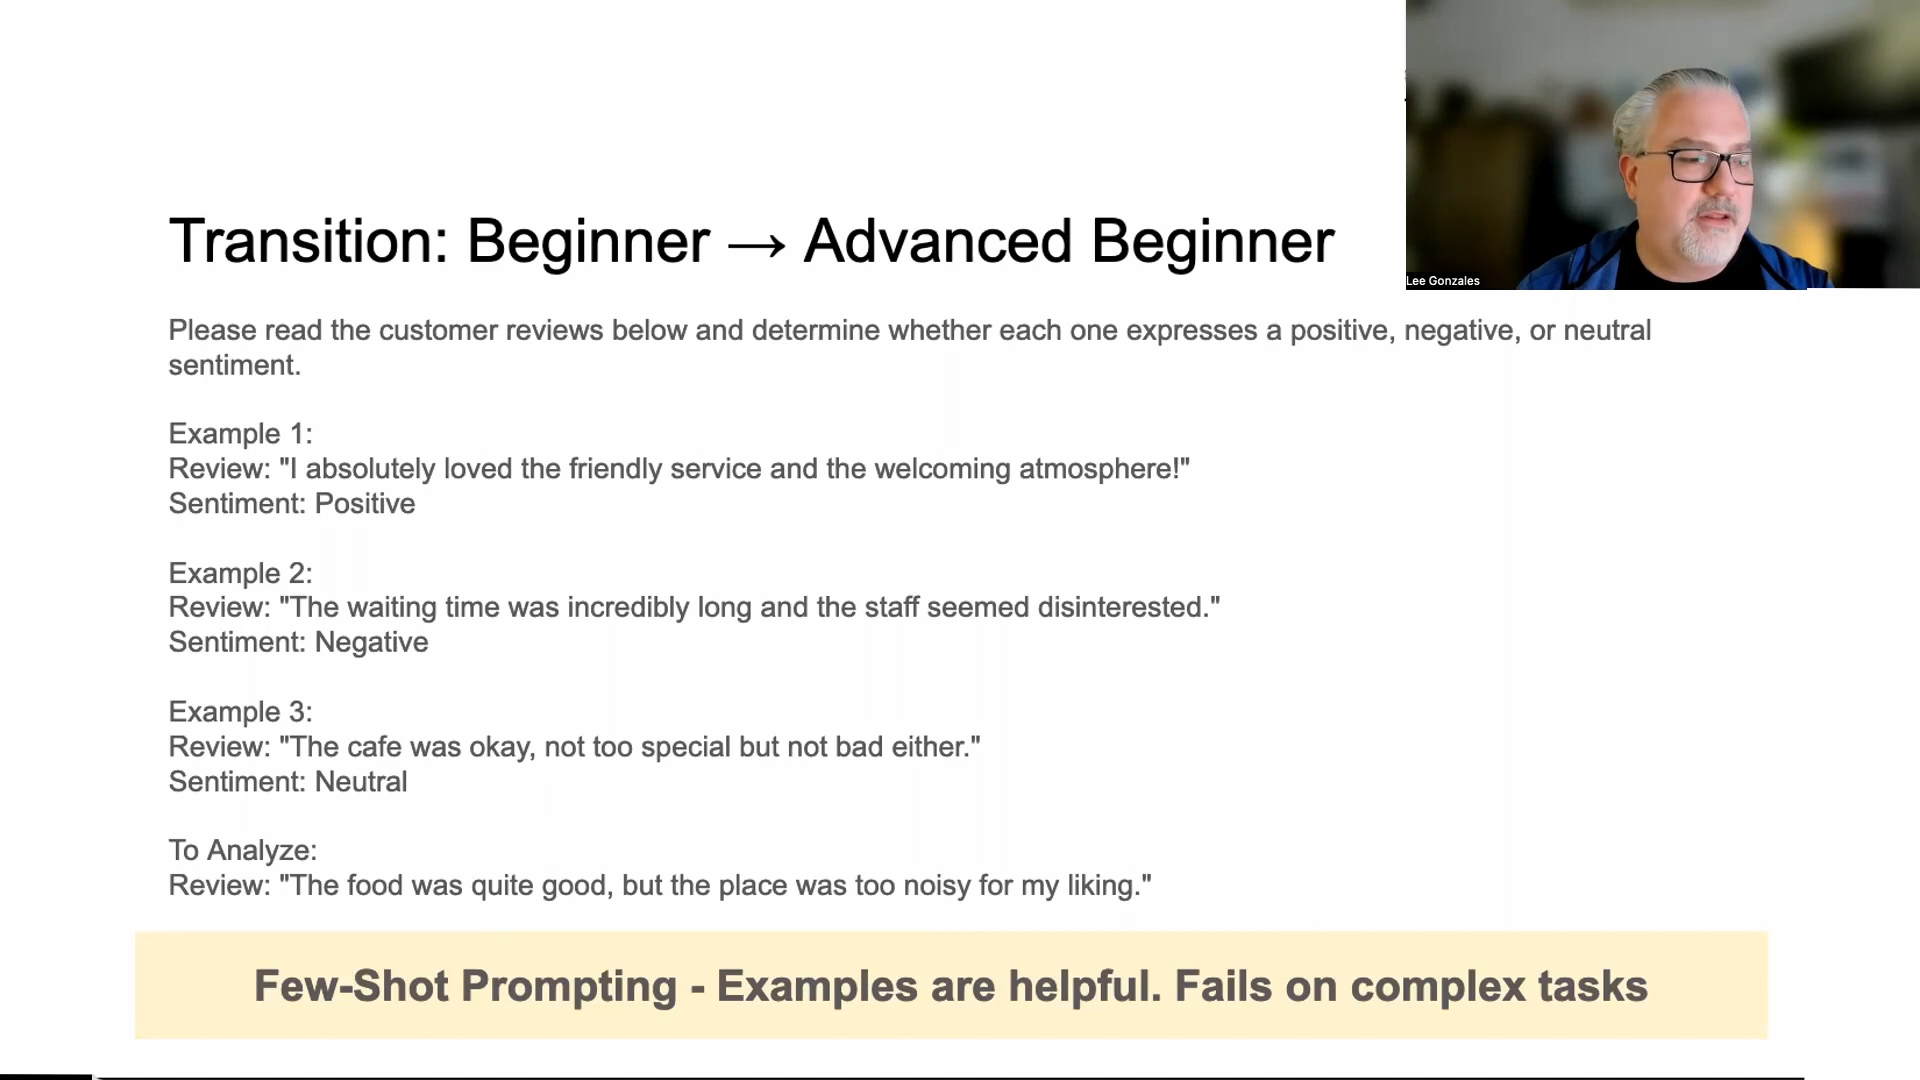 Lee Gonzales
Transition: Beginner → Advanced Beginner
Please read the customer reviews below and determine whether each one expresses a positive, negative, or neutral
sentiment.
Example 1:
Review: "I absolutely loved the friendly service and the welcoming atmosphere!"
Sentiment: Positive
Example 2:
Review: "The waiting time was incredibly long and the staff seemed disinterested."
Sentiment: Negative
Example 3:
Review: "The cafe was okay, not too special but not bad either."
Sentiment: Neutral
To Analyze:
Review: "The food was quite good, but the place was too noisy for my liking."
Few-Shot Prompting - Examples are helpful. Fails on complex tasks